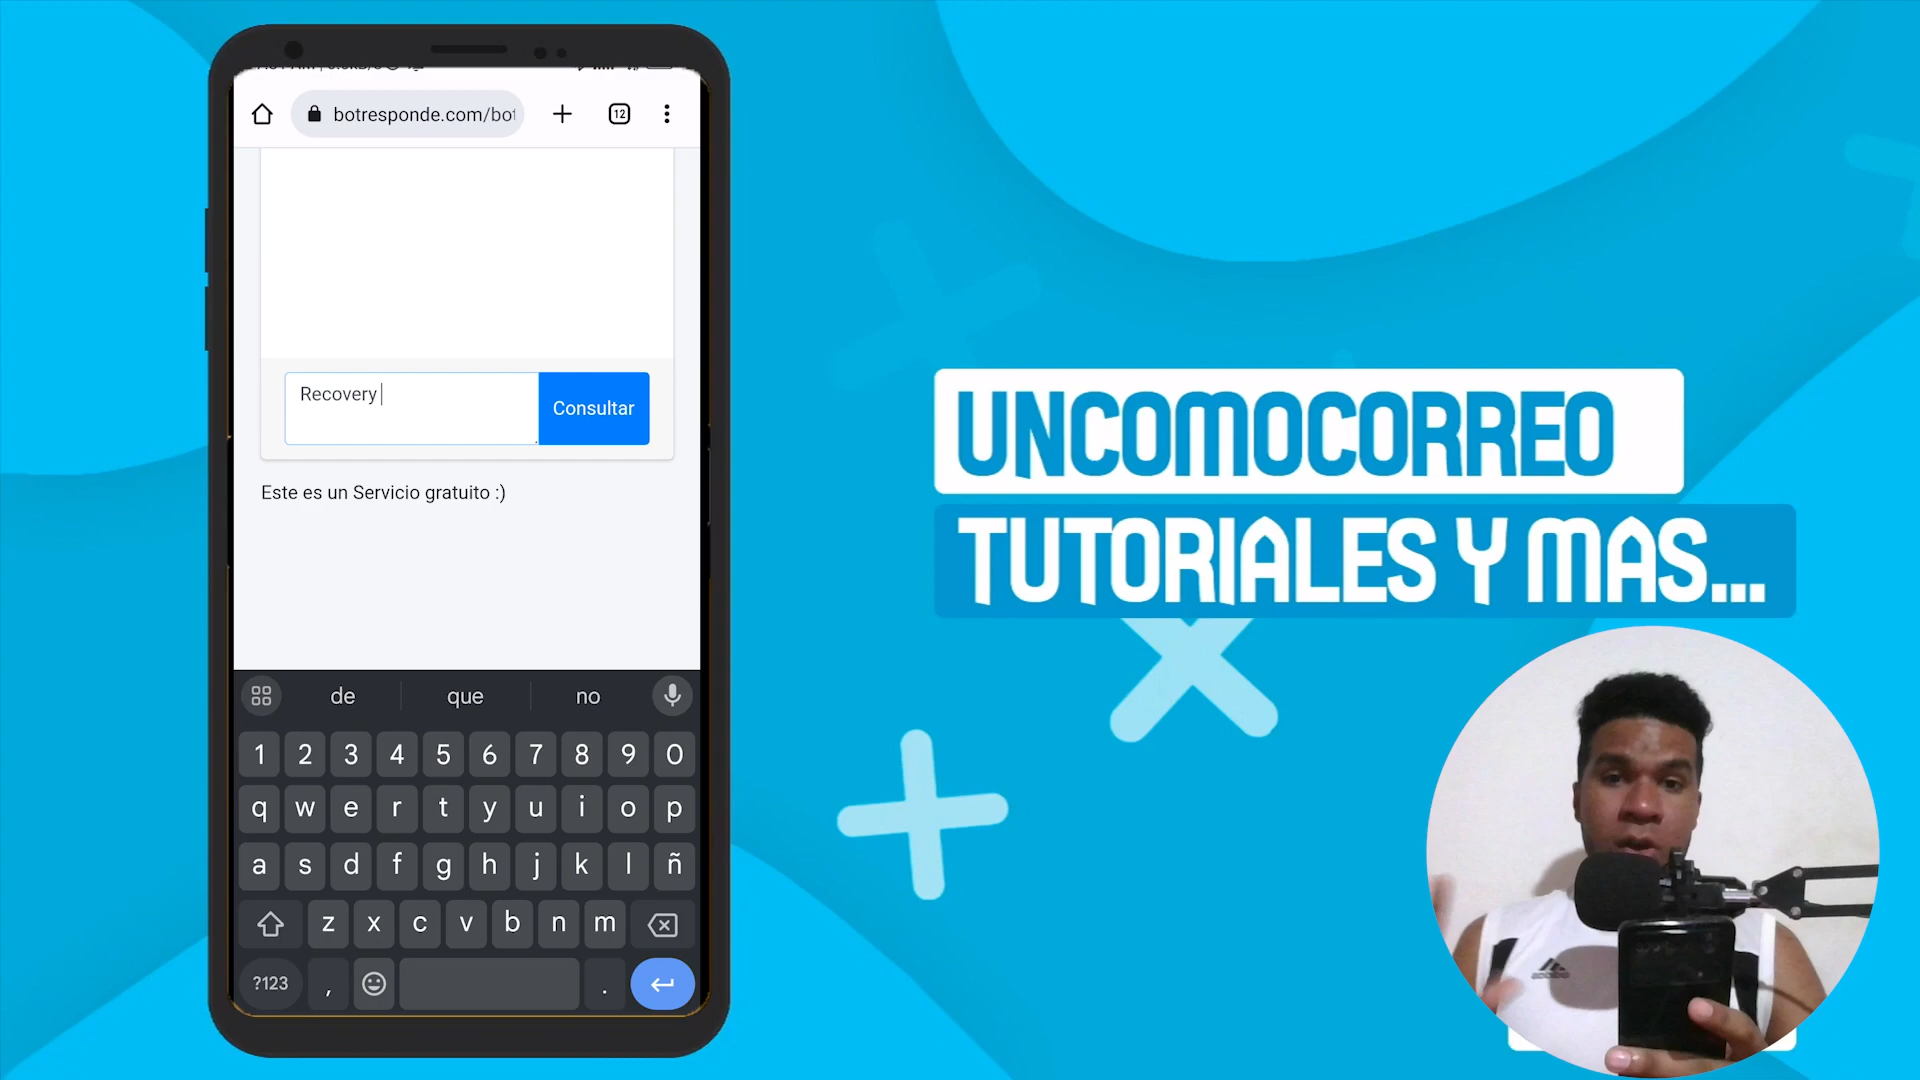 botresponde.com/bot
12
Recovery
Consultar
Este es un Servicio gratuito :)
de que no
1 2 3 4 5 6 7 8 9 0
q w e r t y u i o p
a s d f g h j k l ñ
z x c v b n m
?123 , .
UNCOMOCORREO
TUTORIALES Y MAS...